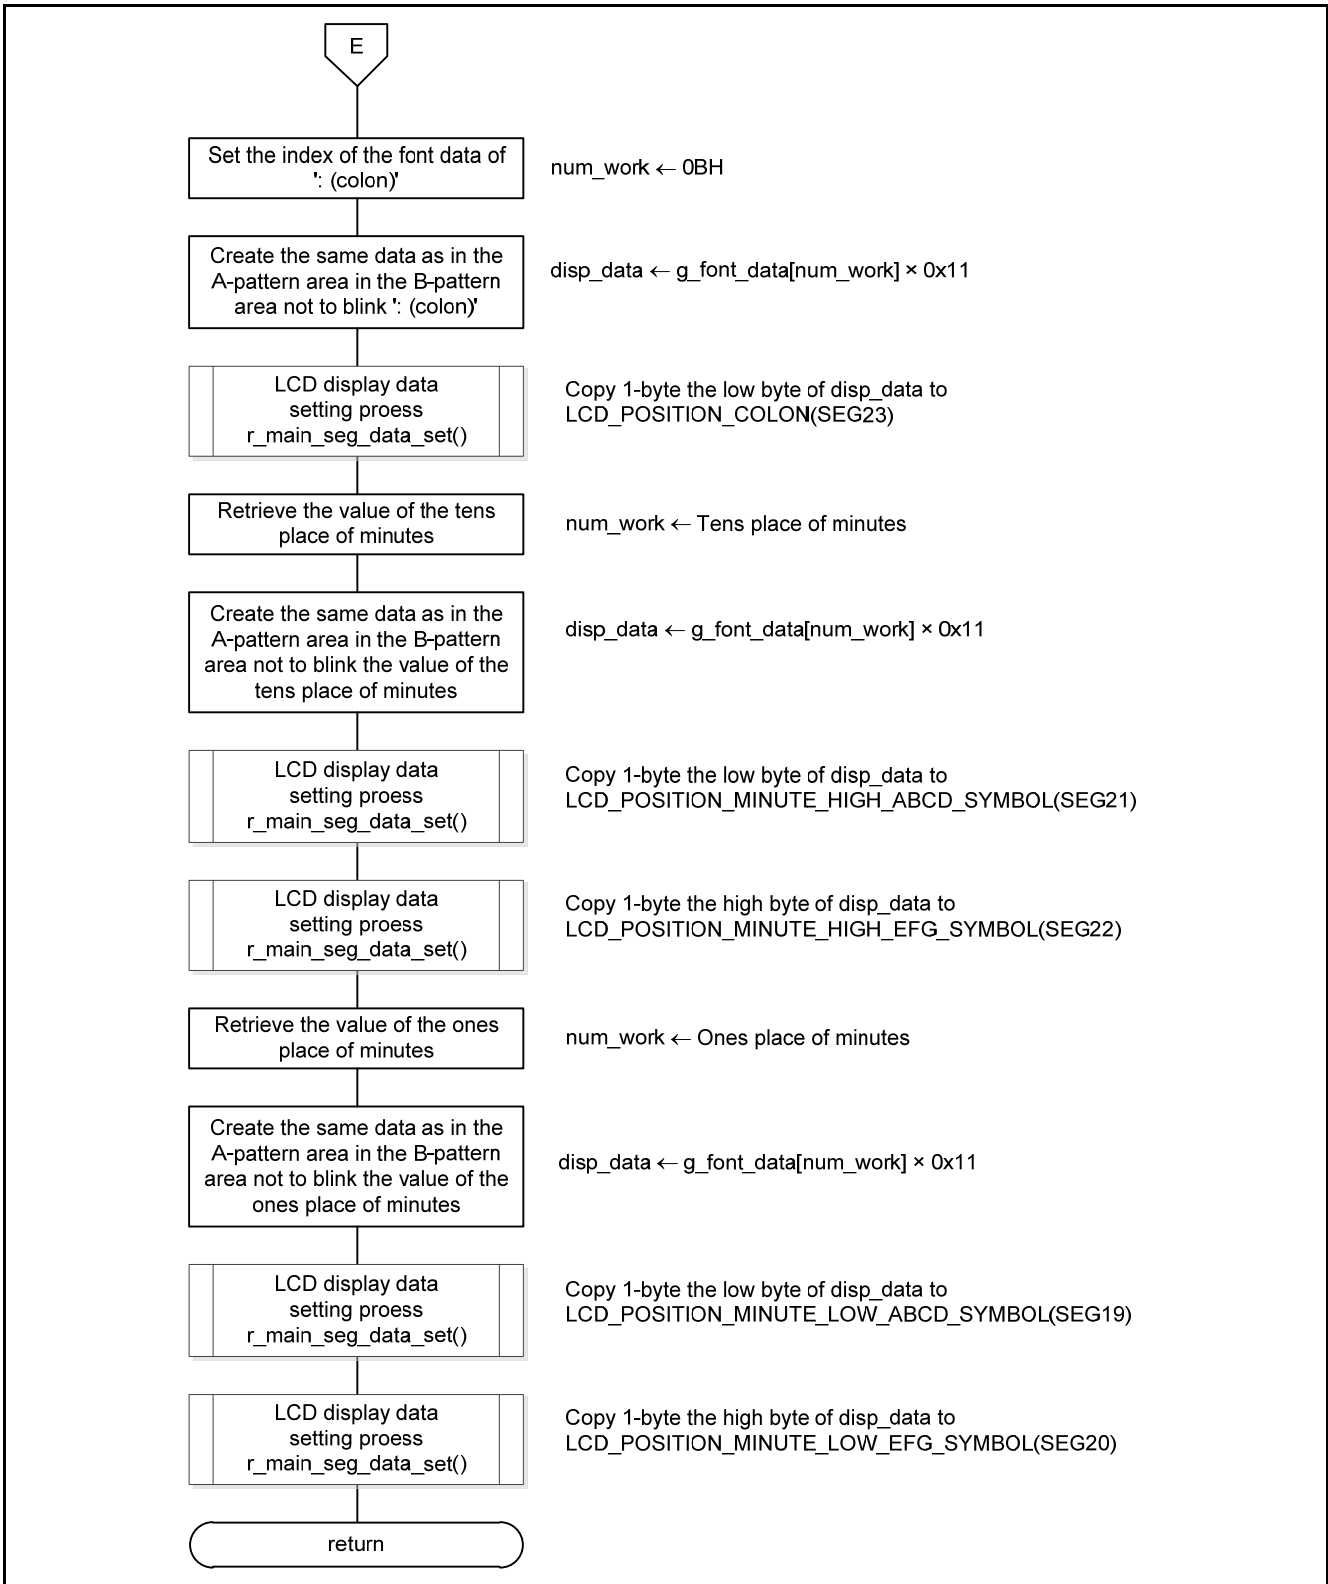 E
Set the index of the font data of
': (colon)'
num_work ← 0BH
Create the same data as in the
A-pattern area in the B-pattern
area not to blink ': (colon)'
disp_data ← g_font_data[num_work] × 0x11
LCD display data
setting proess
r_main_seg_data_set()
Copy 1-byte the low byte of disp_data to
LCD_POSITION_COLON(SEG23)
Retrieve the value of the tens
place of minutes
num_work ← Tens place of minutes
Create the same data as in the
A-pattern area in the B-pattern
area not to blink the value of the
tens place of minutes
disp_data ← g_font_data[num_work] × 0x11
LCD display data
setting proess
r_main_seg_data_set()
Copy 1-byte the low byte of disp_data to
LCD_POSITION_MINUTE_HIGH_ABCD_SYMBOL(SEG21)
LCD display data
setting proess
r_main_seg_data_set()
Copy 1-byte the high byte of disp_data to
LCD_POSITION_MINUTE_HIGH_EFG_SYMBOL(SEG22)
Retrieve the value of the ones
place of minutes
num_work ← Ones place of minutes
Create the same data as in the
A-pattern area in the B-pattern
area not to blink the value of the
ones place of minutes
disp_data ← g_font_data[num_work] × 0x11
LCD display data
setting proess
r_main_seg_data_set()
Copy 1-byte the low byte of disp_data to
LCD_POSITION_MINUTE_LOW_ABCD_SYMBOL(SEG19)
LCD display data
setting proess
r_main_seg_data_set()
Copy 1-byte the high byte of disp_data to
LCD_POSITION_MINUTE_LOW_EFG_SYMBOL(SEG20)
return